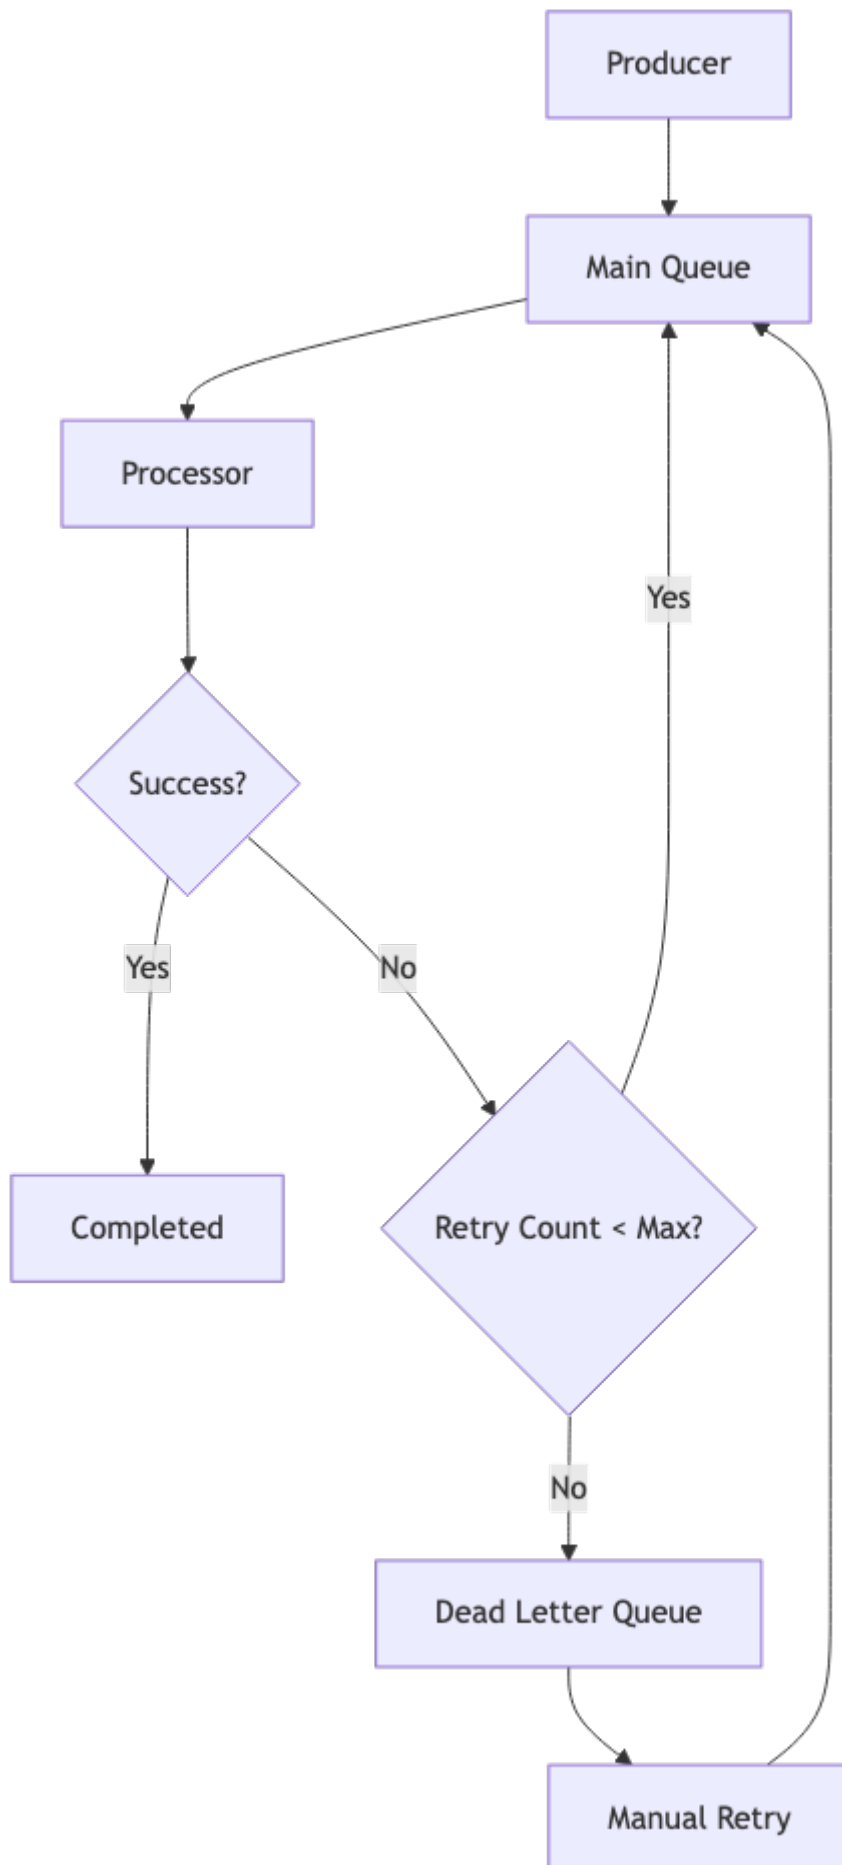 Producer
Main Queue
Processor
Yes
Success?
Yes
No
Completed
Retry Count < Max?
No
Dead Letter Queue
Manual Retry